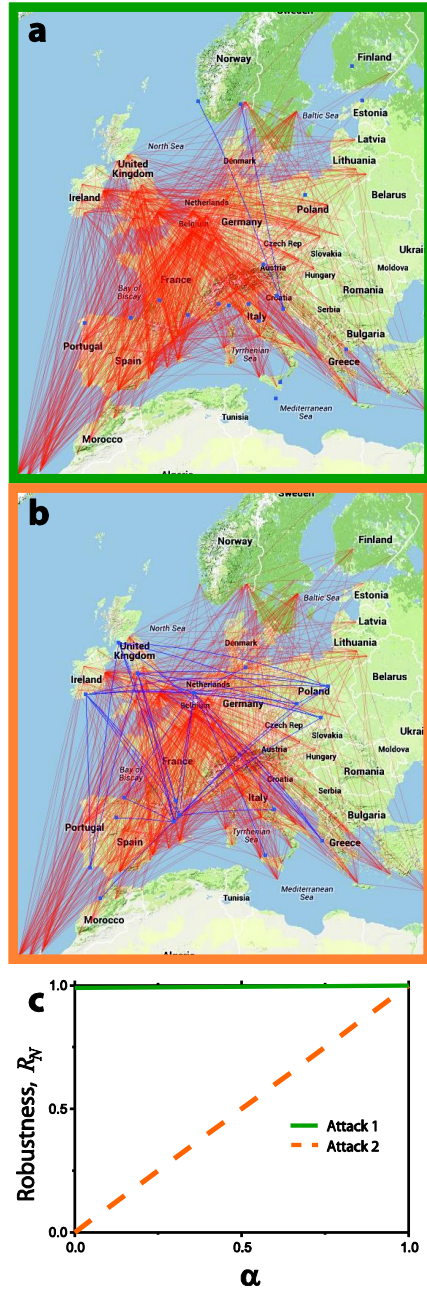 Sweden
a
Finland
Norway
Estonia
Baltic Sea
Latvia
North Sea
Denmark
Lithuania
United
Kingdom
Ireland
Netherlands
Belarus
Poland
Belgium
Germany
Czech Rep
Ukrai
Slovakia
Austria
Moldova
Hungary
France
Bay of
Biscay
Romania
Croatia
Serbia
Italy
Bulgaria
Portugal
Tyrrhenian
Sea
Spain
Greece
Mediterranean
Sea
Tunisia
Morocco
Algeria
Sweden
b
Finland
Norway
Estonia
Baltic Sea
Latvia
North Sea
Denmark
Lithuania
United
Kingdom
Ireland
Netherlands
Belarus
Poland
Belgium
Germany
Czech Rep
Ukrai
Slovakia
Austria
Moldova
Hungary
France
Bay of
Biscay
Romania
Croatia
Serbia
Italy
Bulgaria
Portugal
Tyrrhenian
Sea
Spain
Greece
Mediterranean
Sea
Tunisia
Morocco
Algeria
c
1.0
Robustness, R_N
0.5
Attack 1
Attack 2
0.0
0.0
0.5
1.0
α